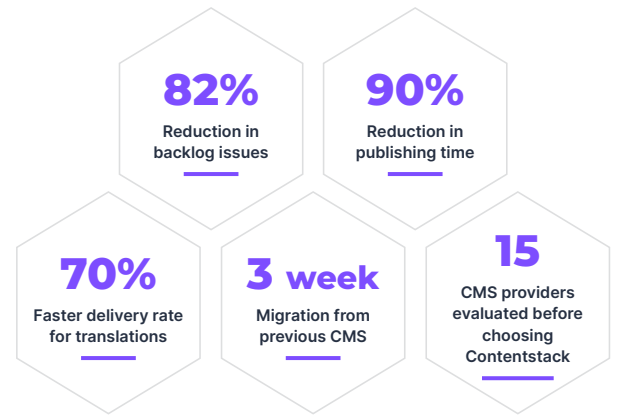 82%
Reduction in
backlog issues
90%
Reduction in
publishing time
70%
Faster delivery rate
for translations
3 week
Migration from
previous CMS
15
CMS providers
evaluated before
choosing
Contentstack